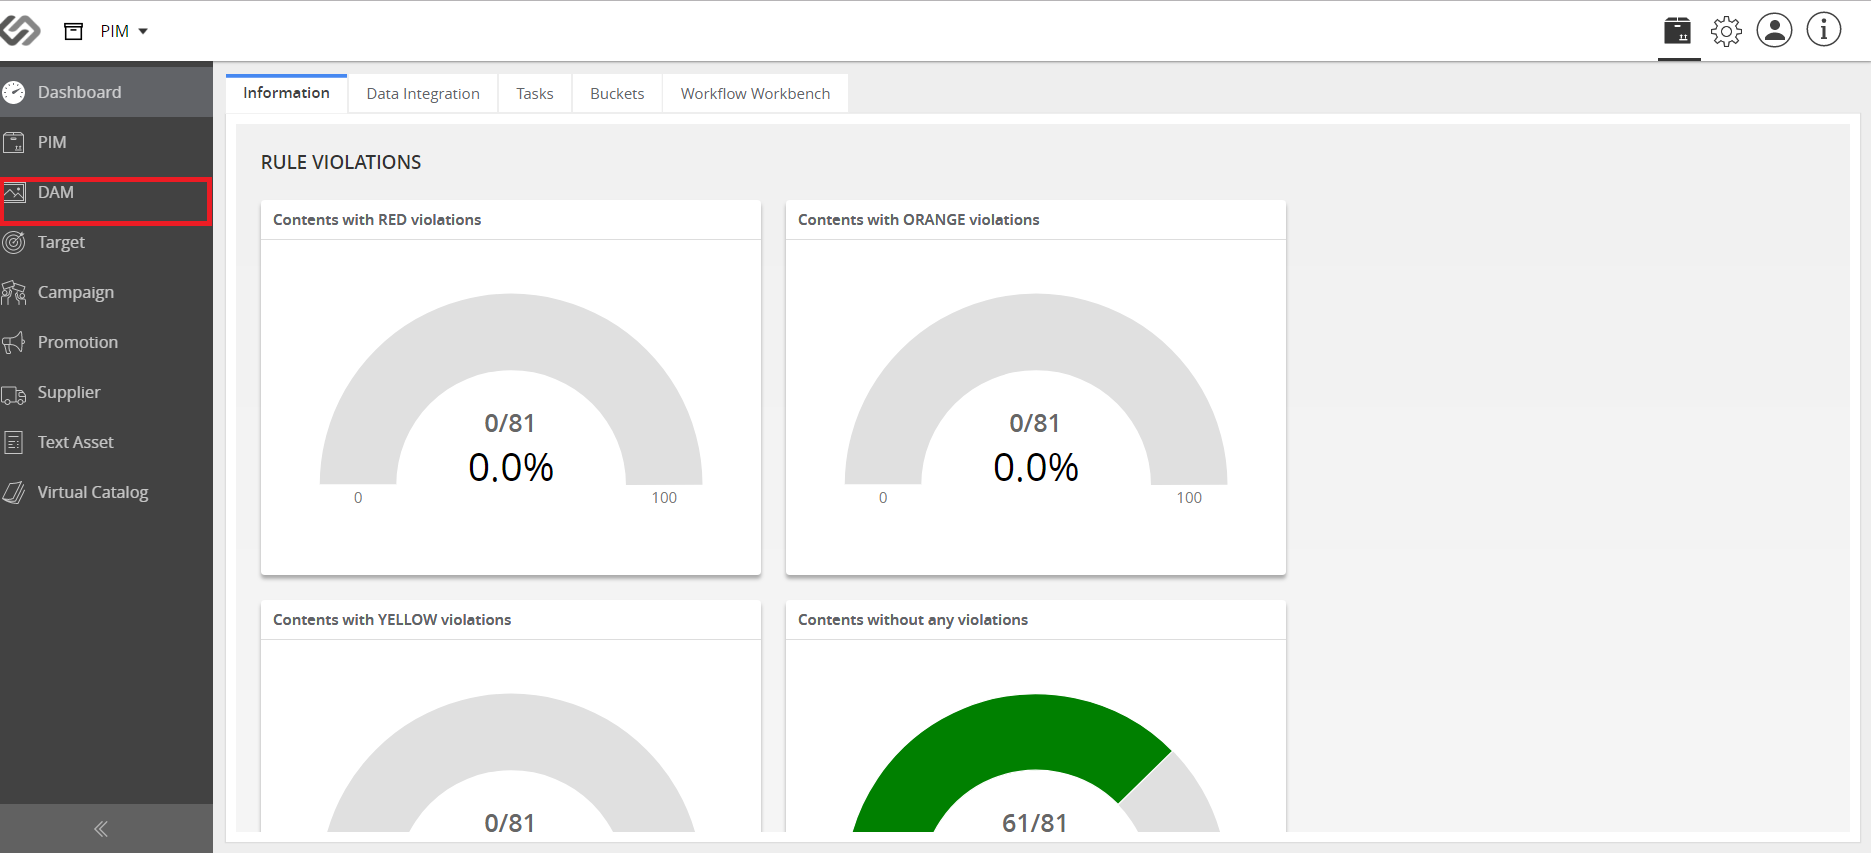 PIM
Dashboard
PIM
DAM
Target
Campaign
Promotion
Supplier
Text Asset
Virtual Catalog
Information
Data Integration
Tasks
Buckets
Workflow Workbench
RULE VIOLATIONS
Contents with RED violations
0/81
0.0%
0
100
Contents with ORANGE violations
0/81
0.0%
0
100
Contents with YELLOW violations
0/81
Contents without any violations
61/81